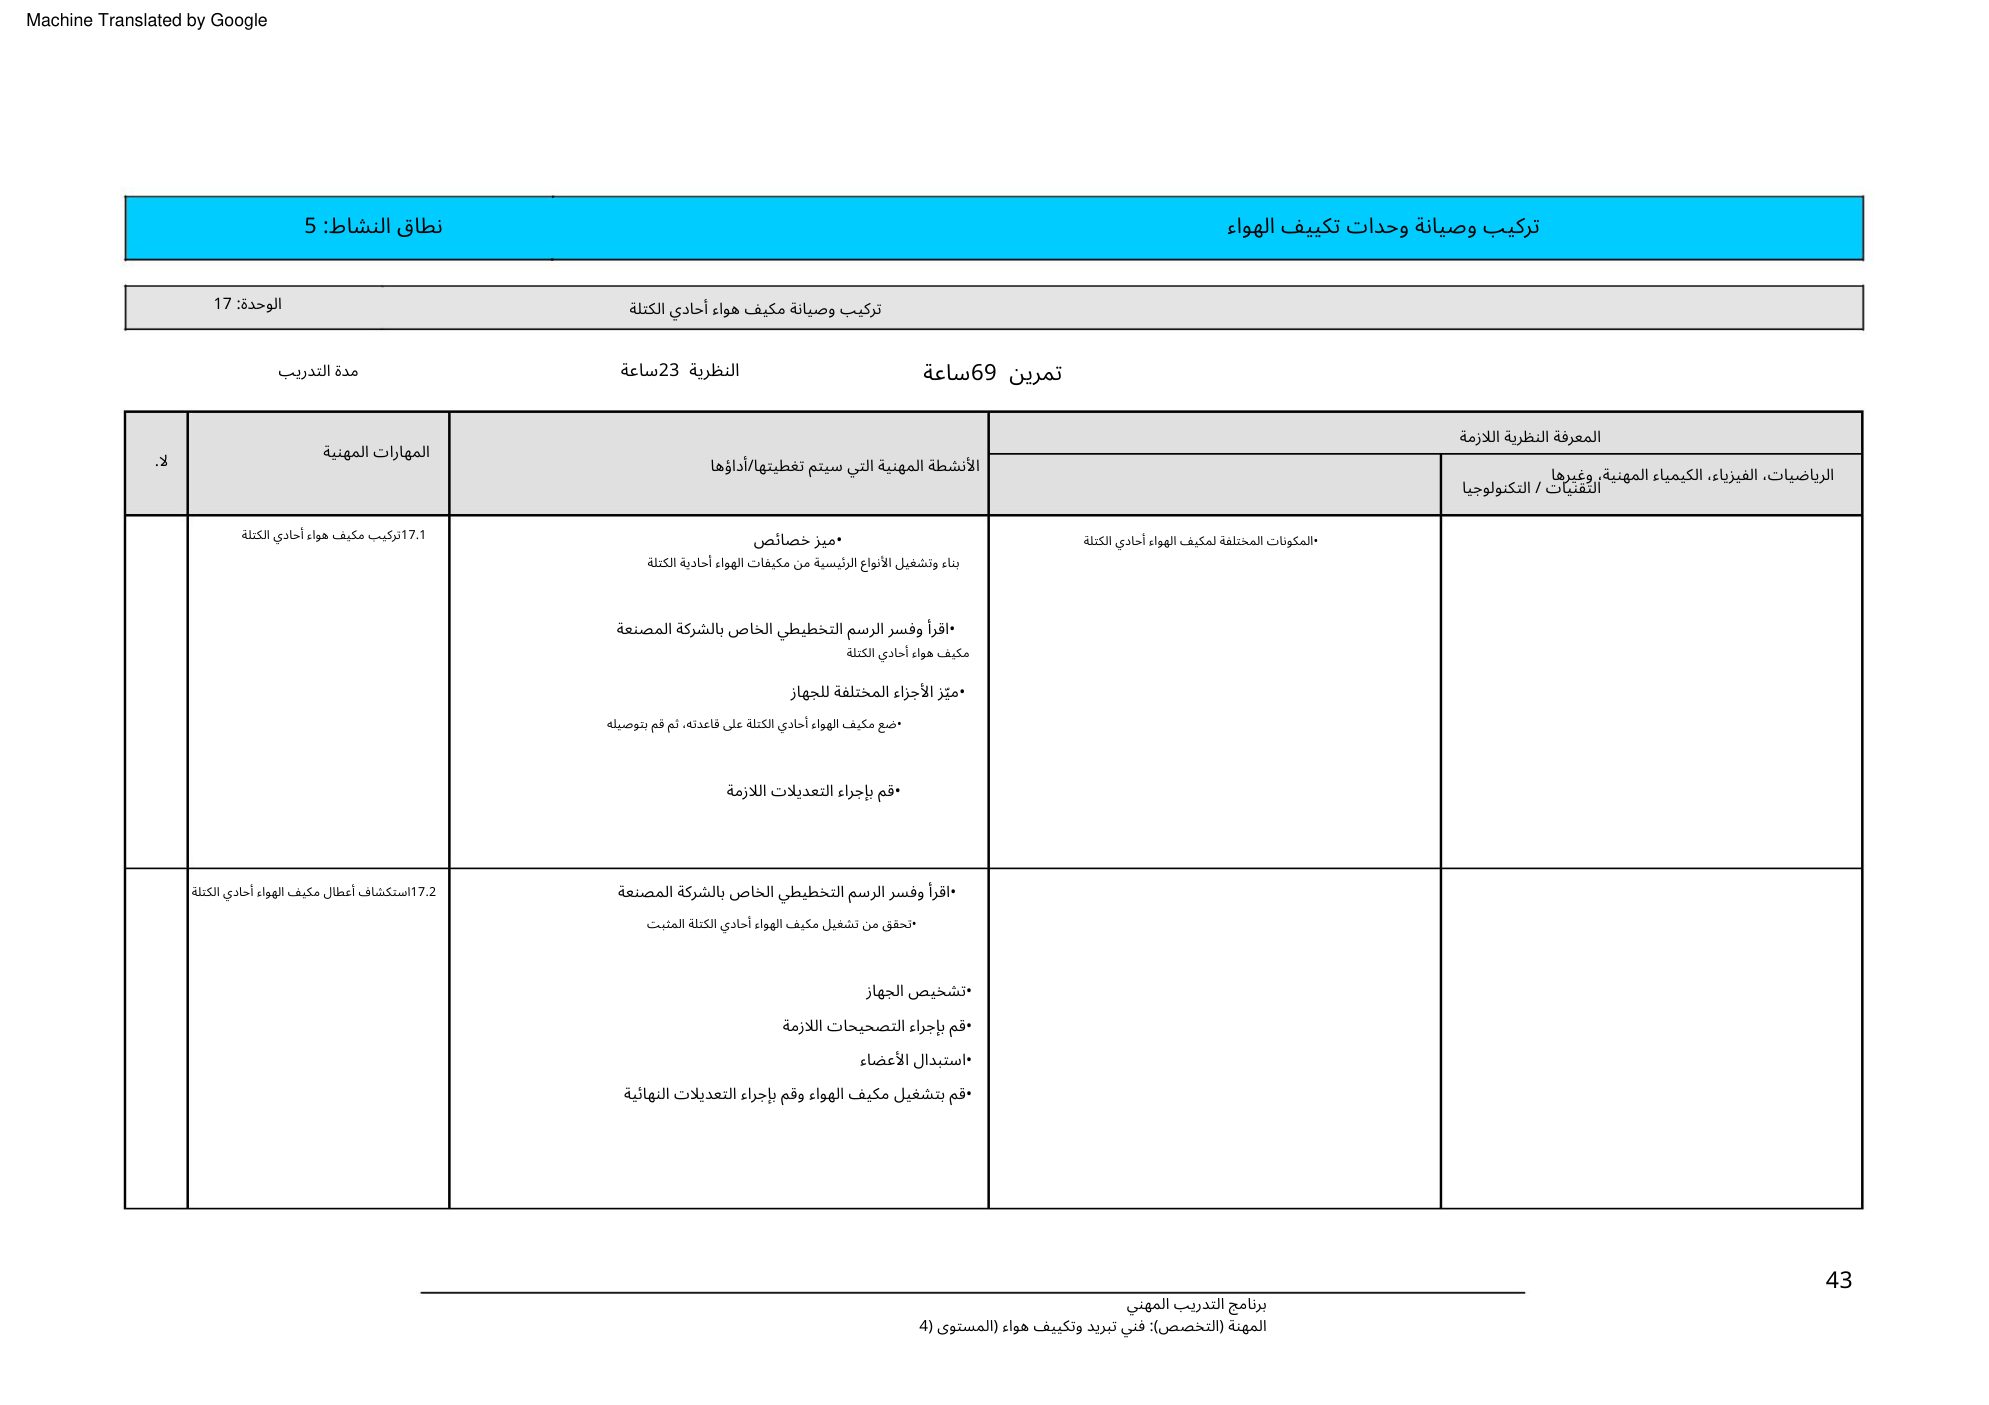 Machine Translated by Google
نطاق النشاط: 5
تركيب وصيانة وحدات تكييف الهواء
الوحدة: 17
تركيب وصيانة مكيف هواء أحادي الكتلة
مدة التدريب
النظرية 23ساعة
تمرين 69ساعة
لا.
المهارات المهنية
الأنشطة المهنية التي سيتم تغطيتها/أداؤها
المعرفة النظرية اللازمة
الرياضيات، الفيزياء، الكيمياء المهنية، وغيرها
التقنيات / التكنولوجيا
17.1تركيب مكيف هواء أحادي الكتلة
•ميز خصائص
بناء وتشغيل الأنواع الرئيسية من مكيفات الهواء أحادية الكتلة
•اقرأ وفسر الرسم التخطيطي الخاص بالشركة المصنعة
مكيف هواء أحادي الكتلة
•ميّز الأجزاء المختلفة للجهاز
•ضع مكيف الهواء أحادي الكتلة على قاعدته، ثم قم بتوصيله
•قم بإجراء التعديلات اللازمة
•المكونات المختلفة لمكيف الهواء أحادي الكتلة
17.2استكشاف أعطال مكيف الهواء أحادي الكتلة
•اقرأ وفسر الرسم التخطيطي الخاص بالشركة المصنعة
•تحقق من تشغيل مكيف الهواء أحادي الكتلة المثبت
•تشخيص الجهاز
•قم بإجراء التصحيحات اللازمة
•استبدال الأعضاء
•قم بتشغيل مكيف الهواء وقم بإجراء التعديلات النهائية
43
برنامج التدريب المهني
المهنة (التخصص): فني تبريد وتكييف هواء (المستوى 4)